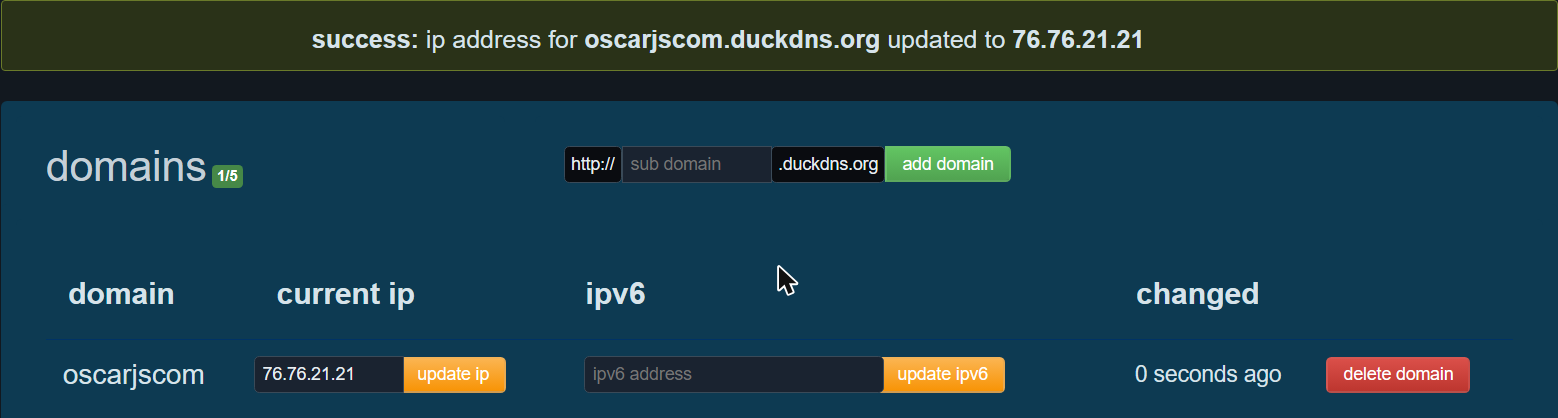 success: ip address for oscarjscom.duckdns.org updated to 76.76.21.21
domains 1/5 http:// sub domain .duckdns.org add domain
domain current ip ipv6 changed
oscarjscom 76.76.21.21 update ip ipv6 address update ipv6 0 seconds ago delete domain